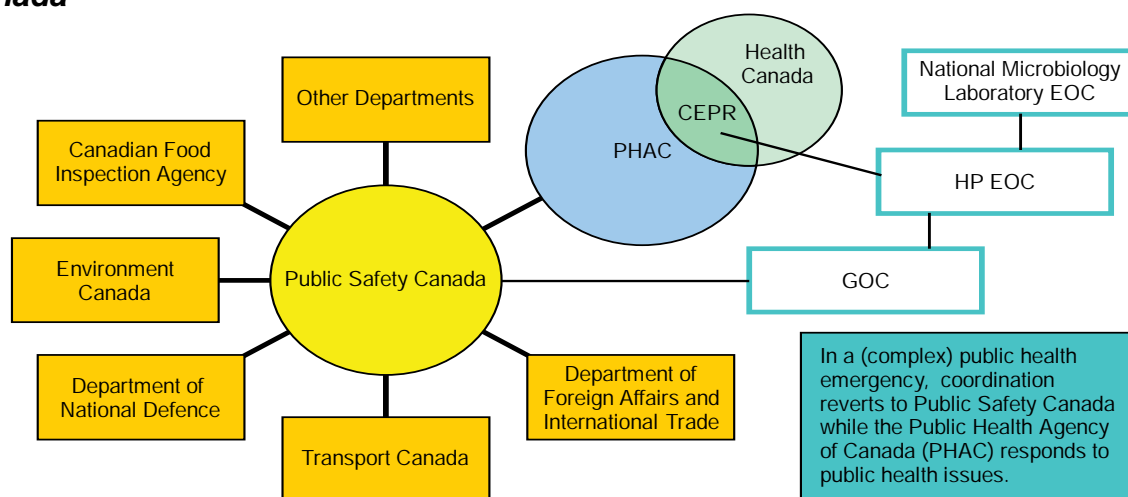 Other Departments
Canadian Food
Inspection Agency
Environment
Canada
Department of
National Defence
Transport Canada
Department of
Foreign Affairs and
International Trade
Public Safety Canada
PHAC
CEPR
Health
Canada
National Microbiology
Laboratory EOC
HP EOC
GOC
In a (complex) public health
emergency, coordination
reverts to Public Safety Canada
while the Public Health Agency
of Canada (PHAC) responds to
public health issues.